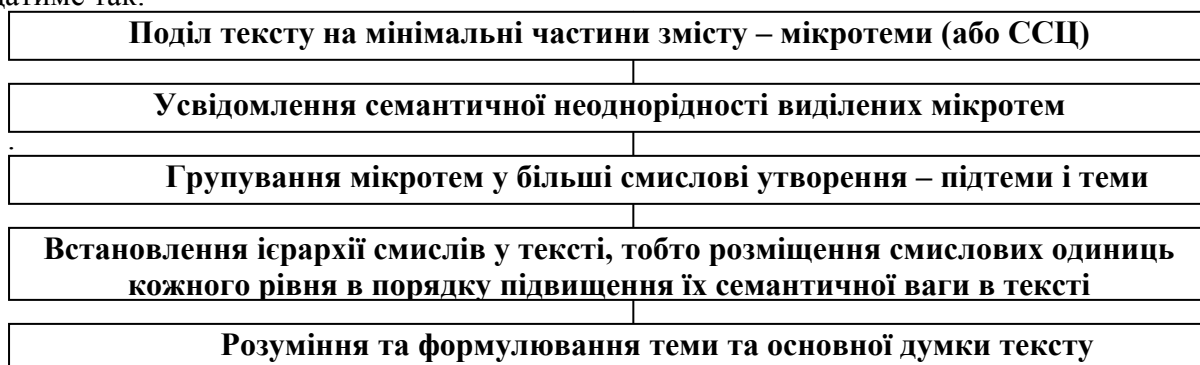 так:
Поділ тексту на мінімальні частини змісту – мікротеми (або ССЦ)
Усвідомлення семантичної неоднорідності виділених мікротем
.
Групування мікротем у більші смислові утворення – підтеми і теми
Встановлення ієрархії смислів у тексті, тобто розміщення смислових одиниць
кожного рівня в порядку підвищення їх семантичної ваги в тексті
Розуміння та формулювання теми та основної думки тексту